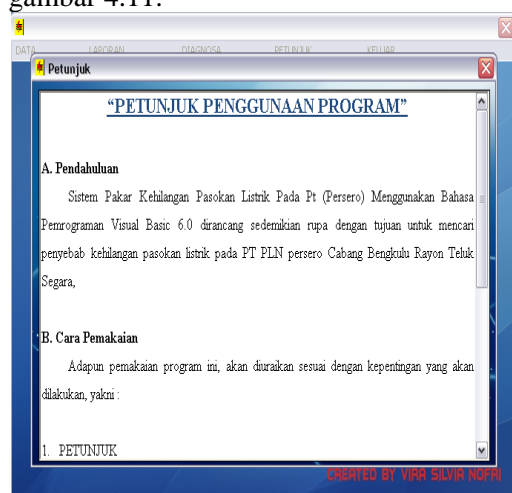 gambar 4.11.
DATA LAPORAN DIAGNOSA PETUNJUK KELUAR
Petunjuk
“PETUNJUK PENGGUNAAN PROGRAM”
A. Pendahuluan
Sistem Pakar Kehilangan Pasokan Listrik Pada Pt (Persero) Menggunakan Bahasa
Pemrograman Visual Basic 6.0 dirancang sedemikian rupa dengan tujuan untuk mencari
penyebab kehilangan pasokan listrik pada PT PLN persero Cabang Bengkulu Rayon Teluk
Segara,
B. Cara Pemakaian
Adapun pemakaian program ini, akan diuraikan sesuai dengan kepentingan yang akan
dilakukan, yakni :
1. PETUNJUK
CREATED BY VIRA SILVIA NOFRI